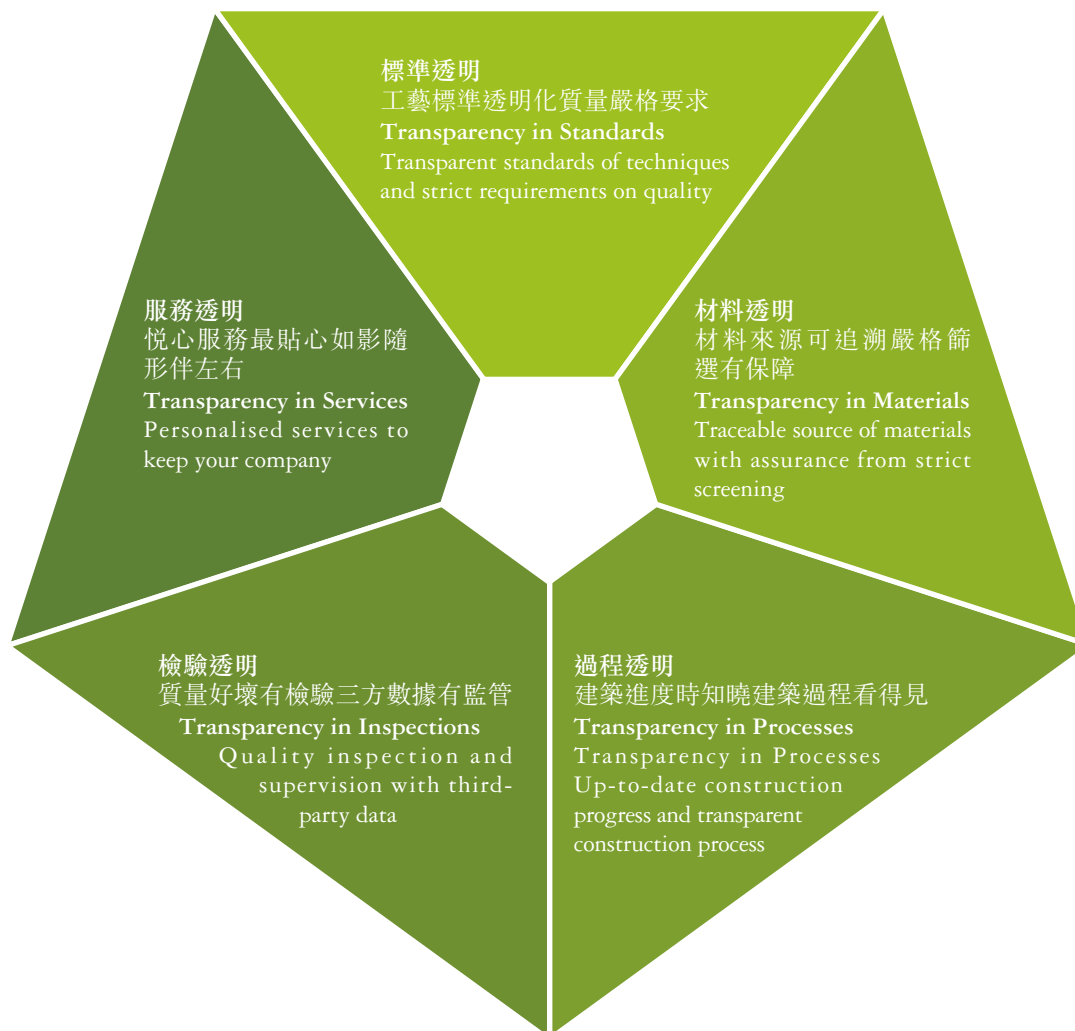 標準透明
工藝標準透明化質量嚴格要求
Transparency in Standards
Transparent standards of techniques
and strict requirements on quality
服務透明
悅心服務最貼心如影隨
形伴左右
Transparency in Services
Personalised services to
keep your company
材料透明
材料來源可追溯嚴格篩
選有保障
Transparency in Materials
Traceable source of materials
with assurance from strict
screening
檢驗透明
質量好壞有檢驗三方數據有監管
Transparency in Inspections
Quality inspection and
supervision with third-
party data
過程透明
建築進度時知曉建築過程看得見
Transparency in Processes
Transparency in Processes
Up-to-date construction
progress and transparent
construction process